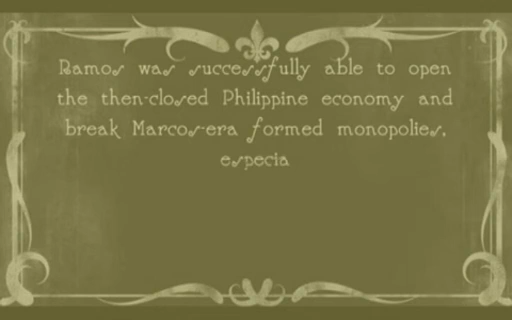 Ramos was successfully able to open
the then-closed Philippine economy and
break Marcos-era formed monopolies,
especia